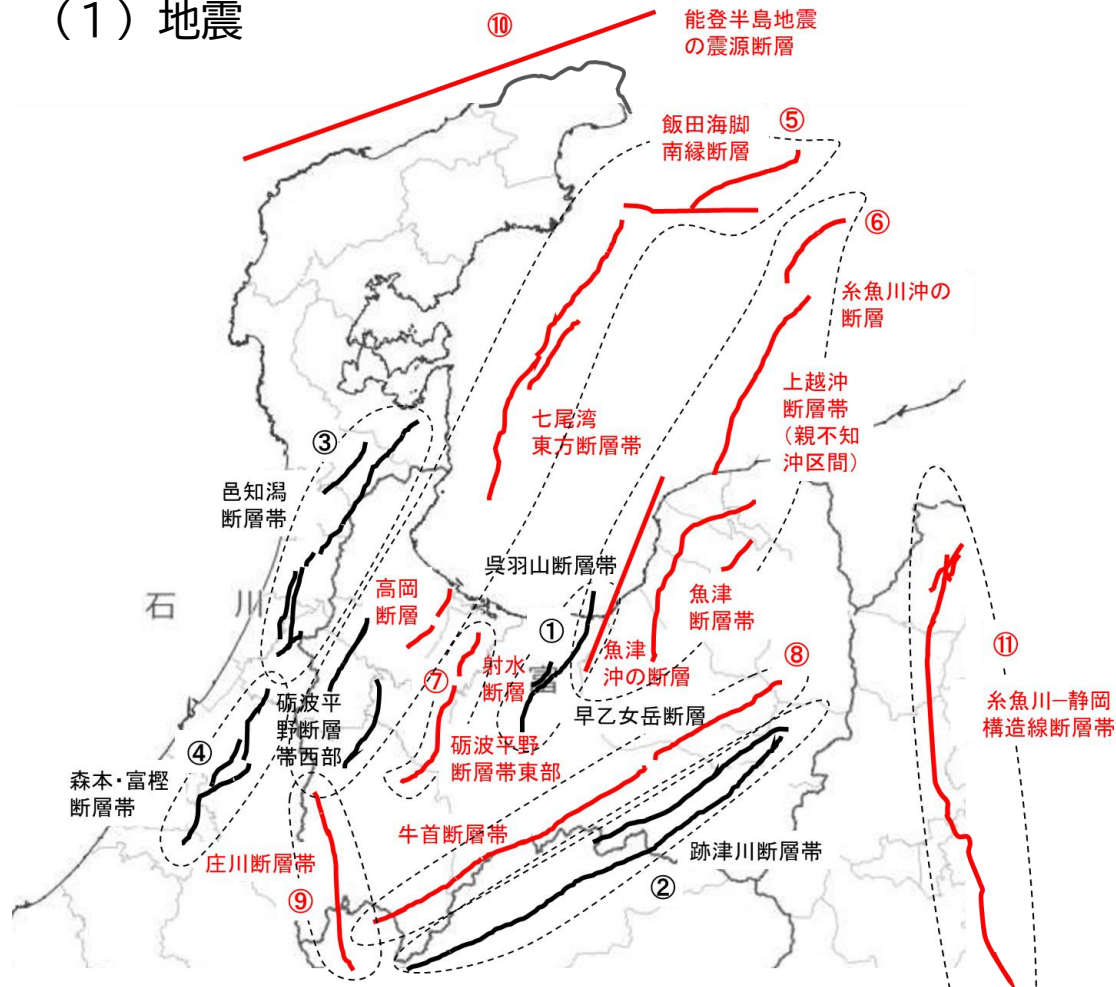 （１）地震
⑩
能登半島地震
の震源断層
⑤
飯田海脚
南縁断層
⑥
糸魚川沖の
断層
上越沖
断層帯
（親不知
沖区間）
七尾湾
東方断層帯
③
邑知潟
断層帯
呉羽山断層帯
石川
高岡
断層
①
魚津
断層帯
⑦
射水
断層
富
魚津
沖の断層
⑧
⑪
糸魚川−静岡
構造線断層帯
早乙女岳断層
砺波平
野断層
帯西部
④
砺波平野
断層帯東部
森本・富樫
断層帯
牛首断層帯
跡津川断層帯
庄川断層帯
②
⑨